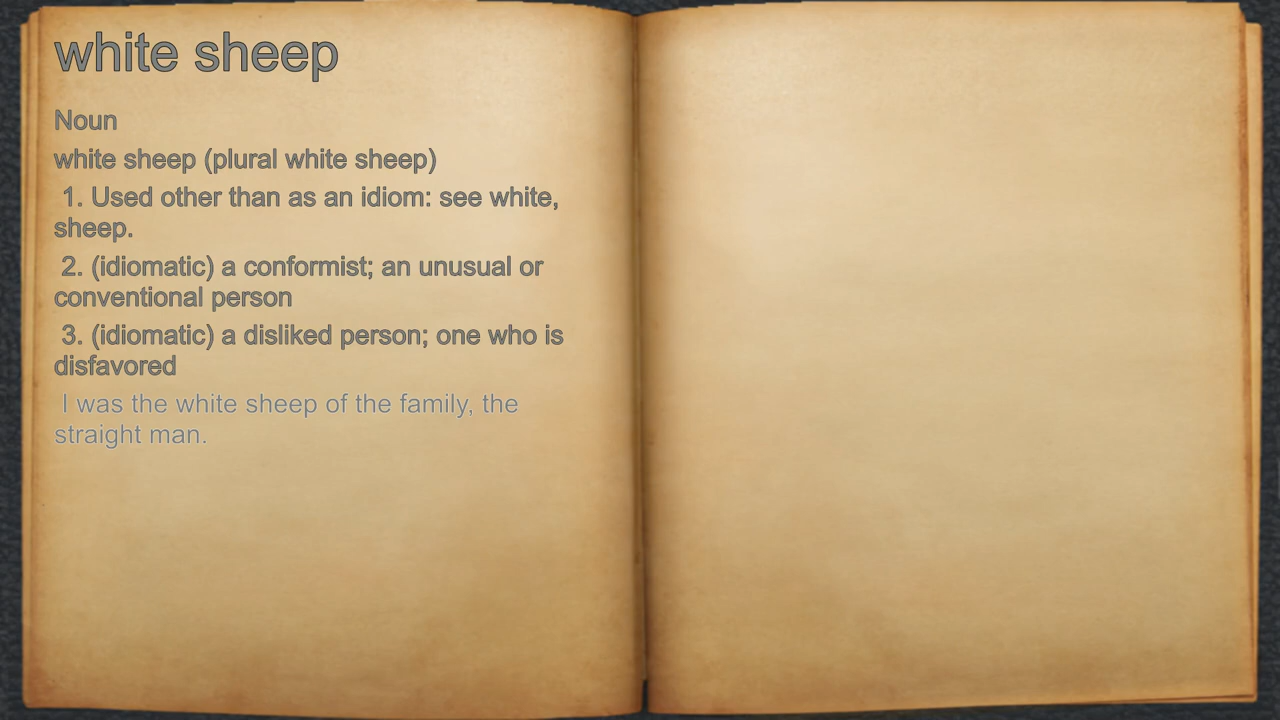 white sheep
Noun
white sheep (plural white sheep)
1. Used other than as an idiom: see white,
sheep.
2. (idiomatic) a conformist; an unusual or
conventional person
3. (idiomatic) a disliked person; one who is
disfavored
I was the white sheep of the family, the
straight man.